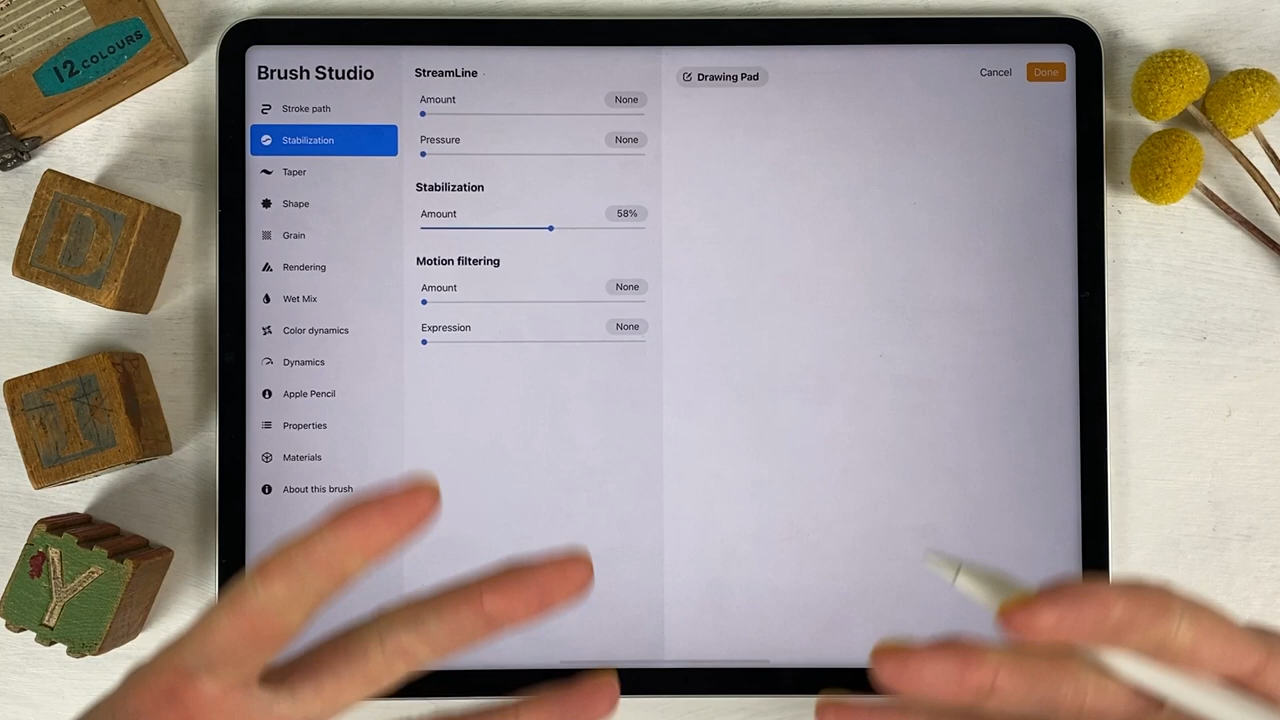 12 COLOURS
D
I
Y
Brush Studio
Stroke path
Stabilization
Taper
Shape
Grain
Rendering
Wet Mix
Color dynamics
Dynamics
Apple Pencil
Properties
Materials
About this brush
StreamLine
Amount None
Pressure None
Stabilization
Amount 58%
Motion filtering
Amount None
Expression None
Drawing Pad
Cancel Done